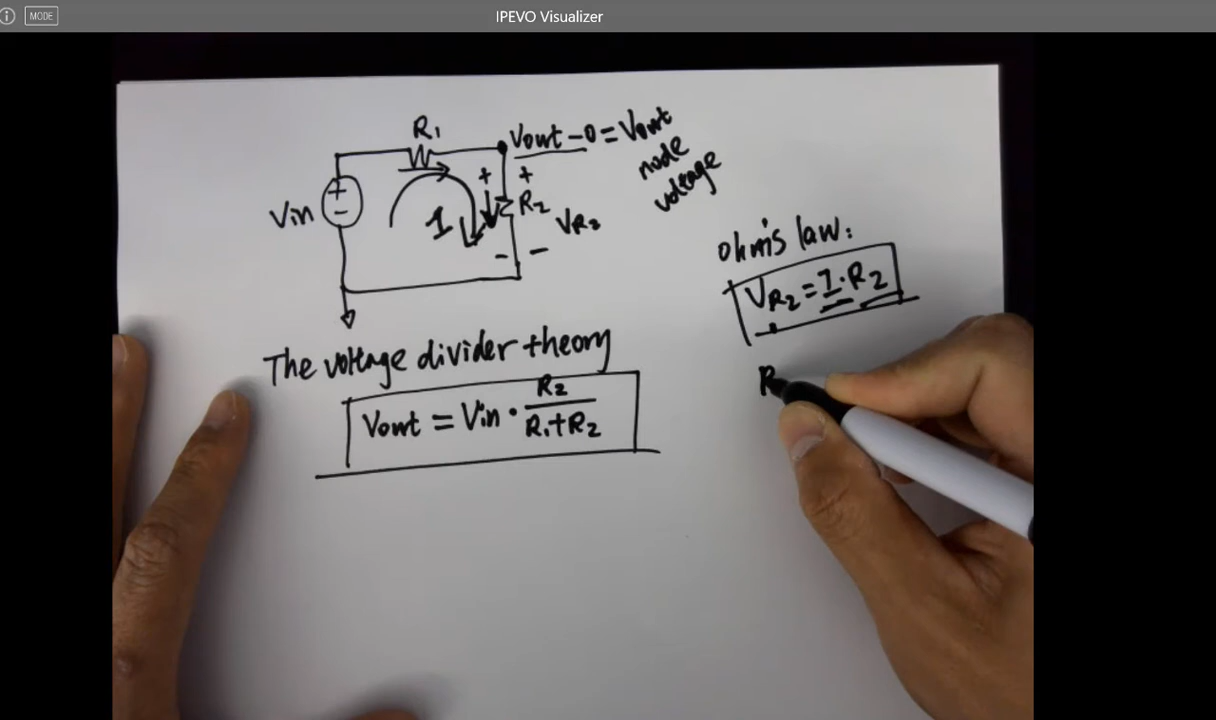 MODE
IPEVO Visualizer
R₁
Vout – 0 = Vout
node
voltage
+
+
+
Vin
–
I
R₂
VR₂
–
–
ohm's law:
VR₂ = I · R₂
R
The voltage divider theory
Vout = Vin · R₂
R₁+R₂